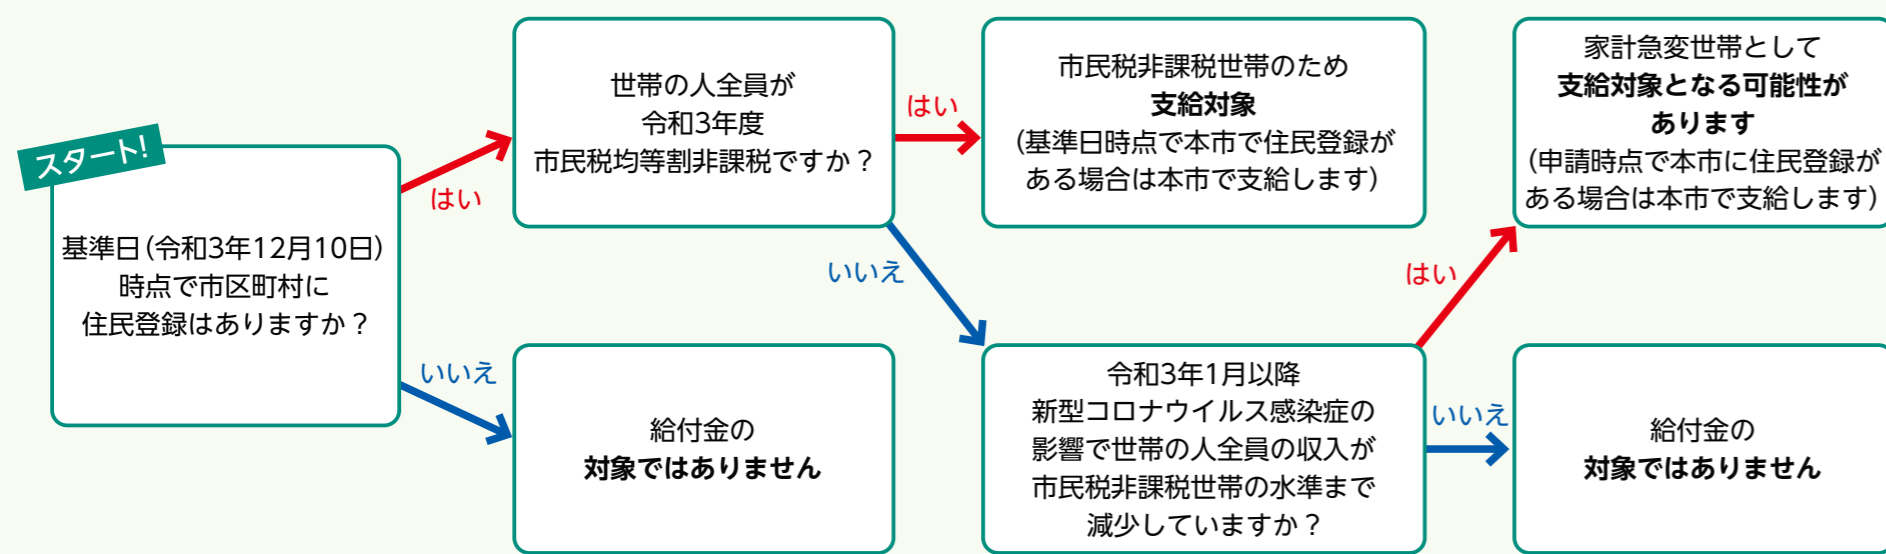 スタート!
基準日(令和3年12月10日)
時点で市区町村に
住民登録はありますか？
はい
いいえ
世帯の人全員が
令和3年度
市民税均等割非課税ですか？
はい
いいえ
給付金の
対象ではありません
市民税非課税世帯のため
支給対象
(基準日時点で本市で住民登録が
ある場合は本市で支給します)
令和3年1月以降
新型コロナウイルス感染症の
影響で世帯の人全員の収入が
市民税非課税世帯の水準まで
減少していますか？
はい
いいえ
家計急変世帯として
支給対象となる可能性が
あります
(申請時点で本市に住民登録が
ある場合は本市で支給します)
給付金の
対象ではありません